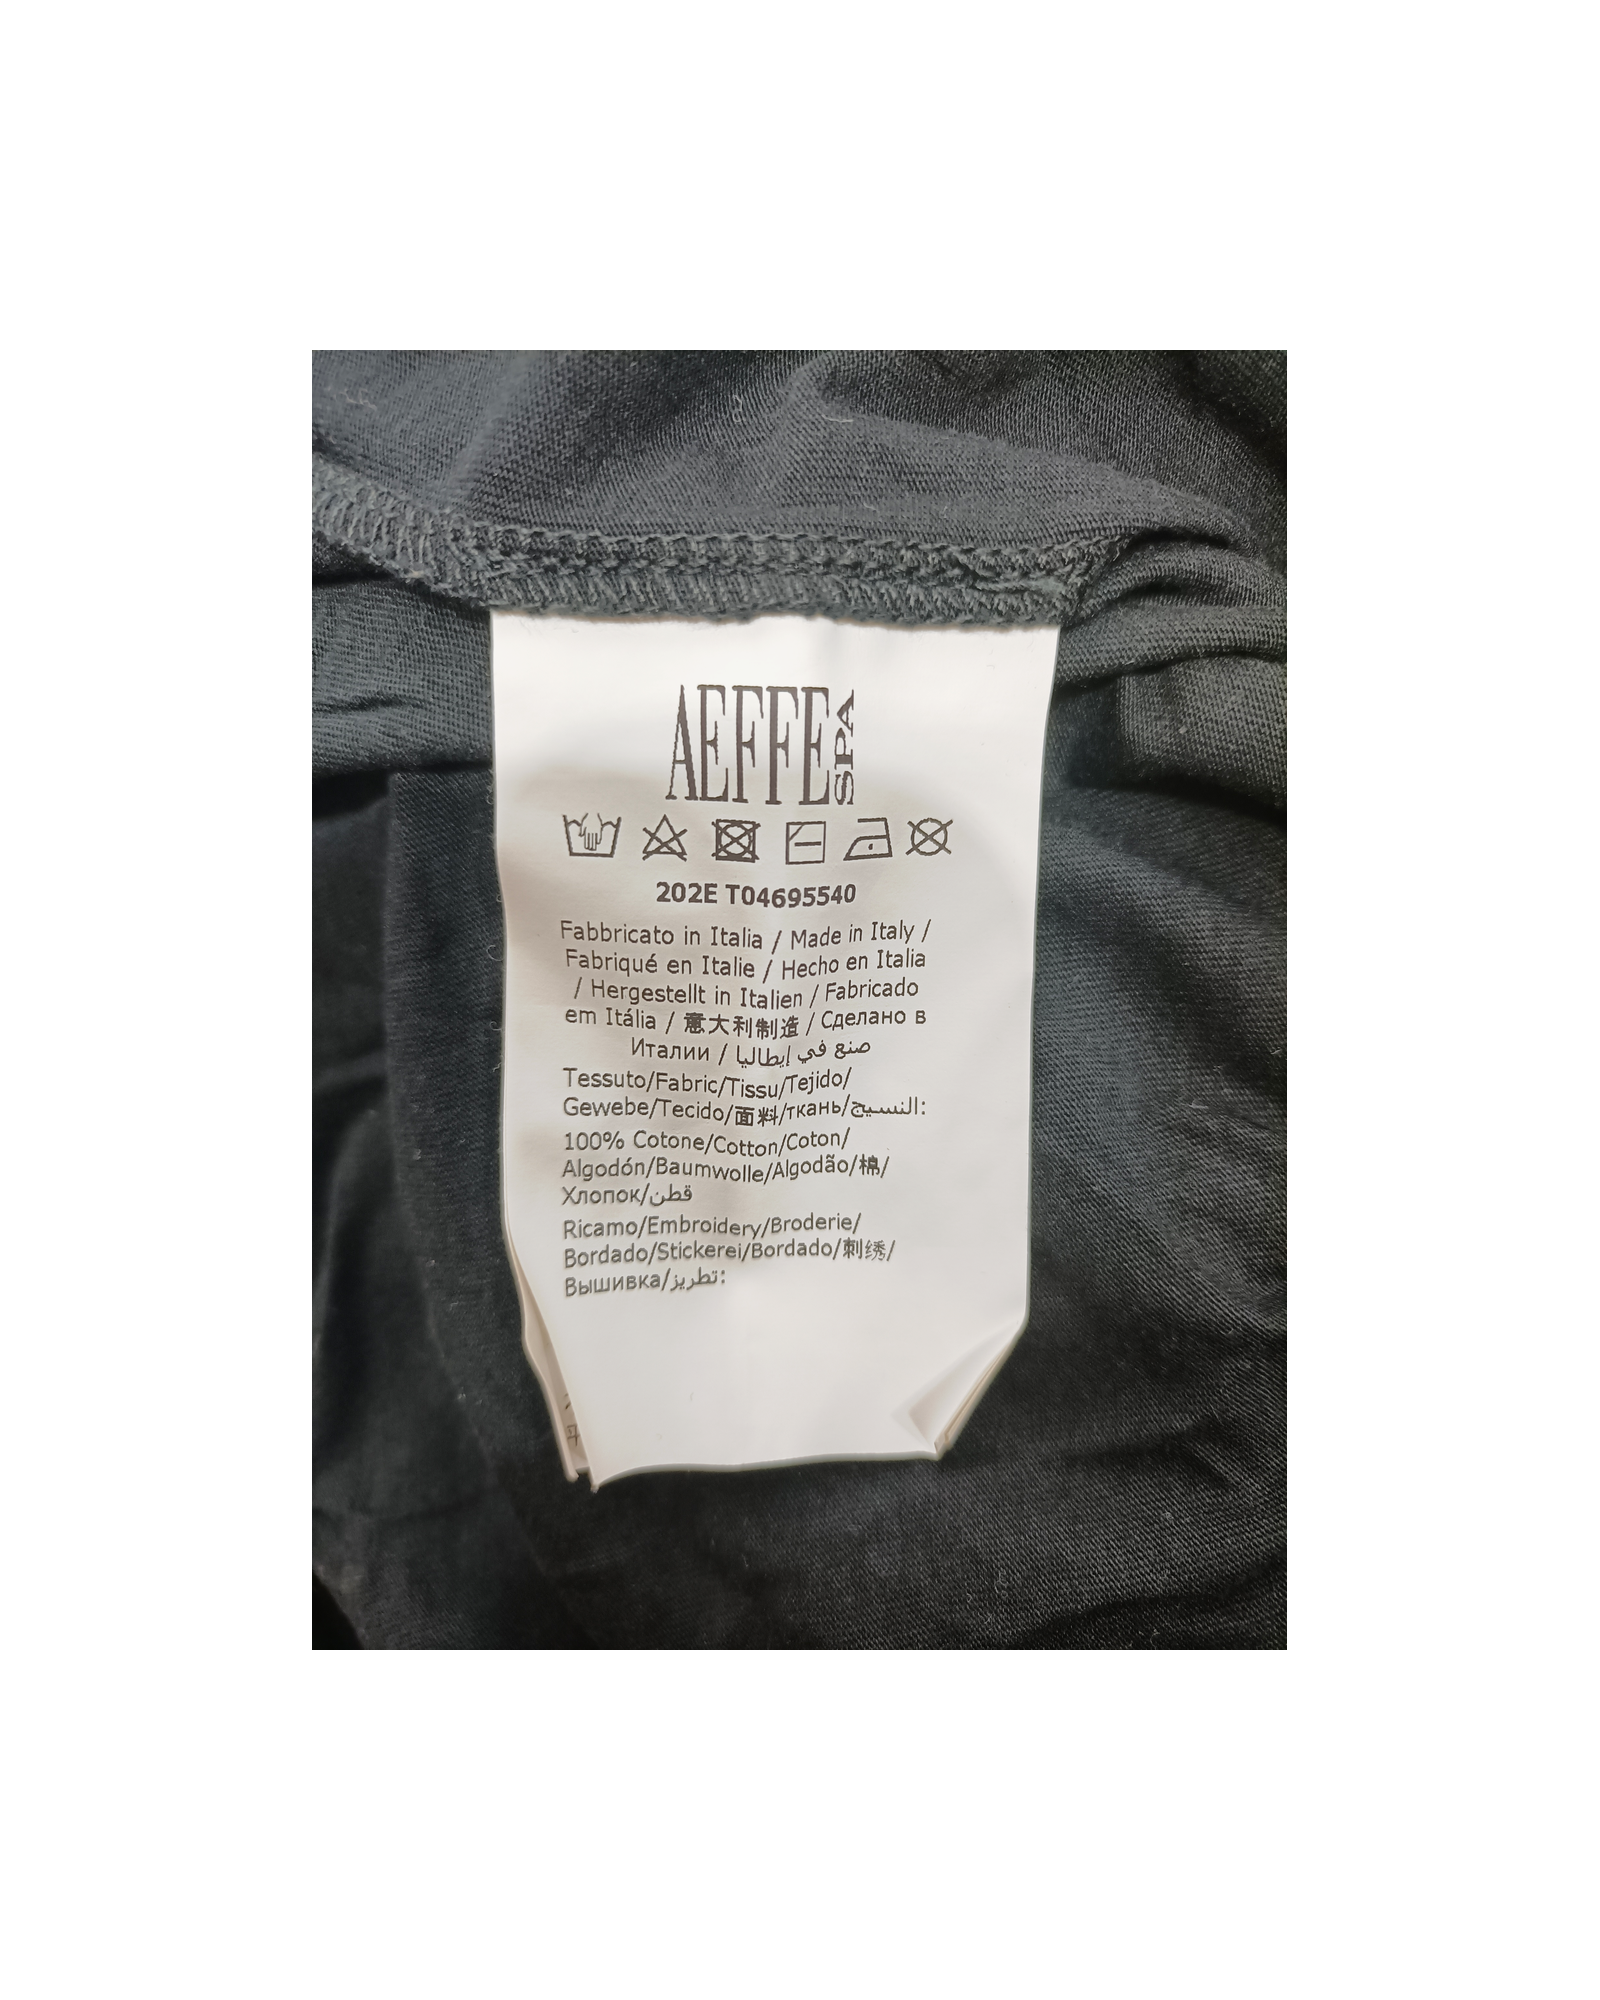 AEFFE SPA
202E T04695540
Fabbricato in Italia / Made in Italy /
Fabriqué en Italie / Hecho en Italia
/ Hergestellt in Italien / Fabricado
em Itália / 意大利制造 / Сделано в
Италии / صنع في إيطاليا
Tessuto/Fabric/Tissu/Tejido/
Gewebe/Tecido/面料/ткань/النسيج:
100% Cotone/Cotton/Coton/
Algodón/Baumwolle/Algodão/棉/
Хлопок/قطن
Ricamo/Embroidery/Broderie/
Bordado/Stickerei/Bordado/刺绣/
Вышивка/تطريز: